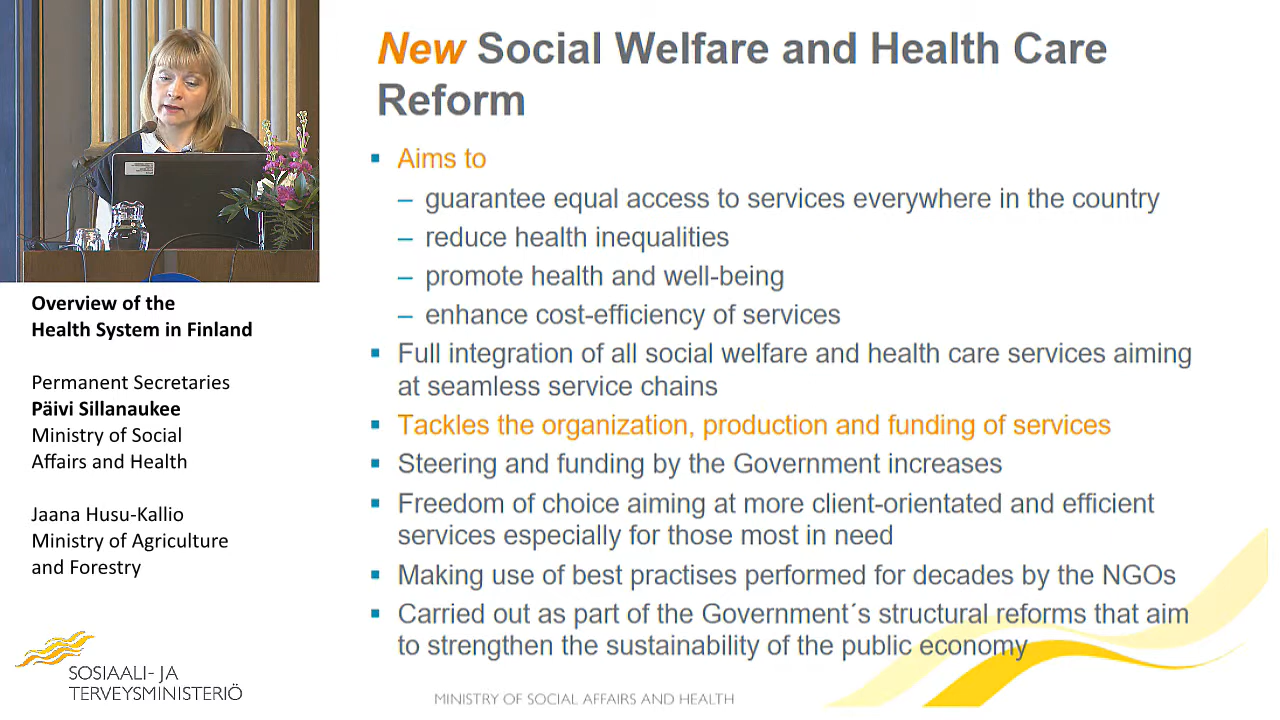 New Social Welfare and Health Care
Reform
Aims to
– guarantee equal access to services everywhere in the country
– reduce health inequalities
– promote health and well-being
– enhance cost-efficiency of services
Full integration of all social welfare and health care services aiming
at seamless service chains
Tackles the organization, production and funding of services
Steering and funding by the Government increases
Freedom of choice aiming at more client-orientated and efficient
services especially for those most in need
Making use of best practises performed for decades by the NGOs
Carried out as part of the Government´s structural reforms that aim
to strengthen the sustainability of the public economy
MINISTRY OF SOCIAL AFFAIRS AND HEALTH
Overview of the
Health System in Finland
Permanent Secretaries
Päivi Sillanaukee
Ministry of Social
Affairs and Health
Jaana Husu-Kallio
Ministry of Agriculture
and Forestry
SOSIAALI- JA
TERVEYSMINISTERIÖ